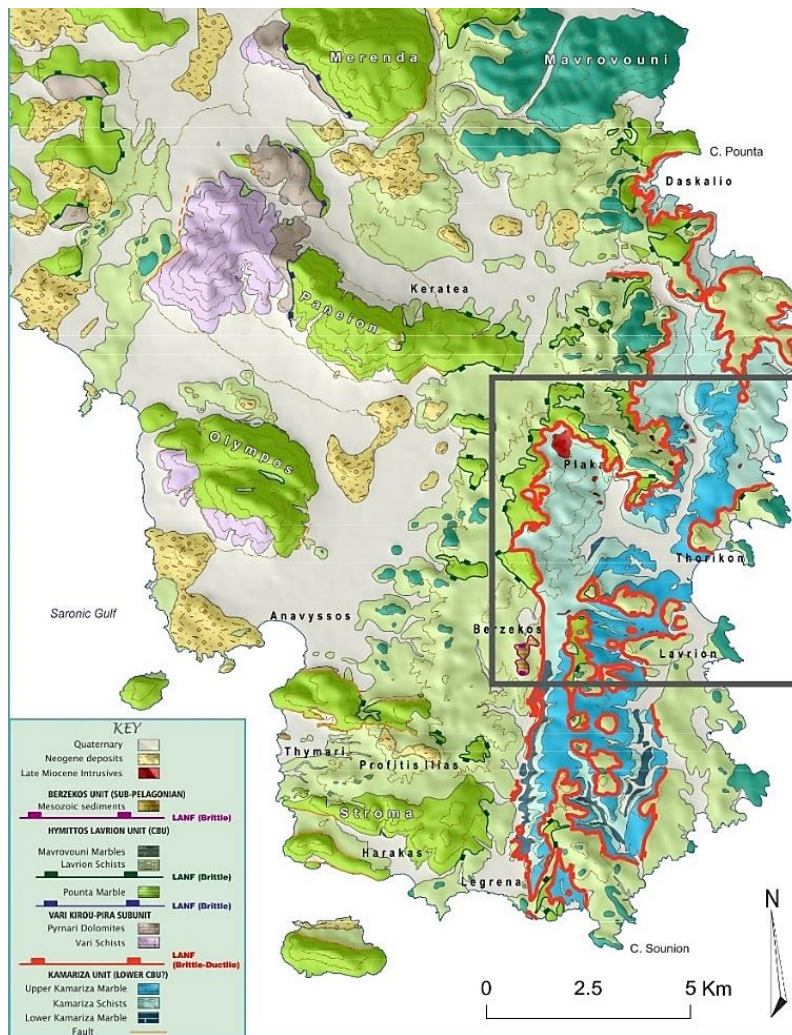 Merenda
Mavrovouni
C. Pounta
Daskalio
Keratea
Paneion
Olympos
Plaka
Thorikon
Saronic Gulf
Anavyssos
Berzekos
Lavrion
Thymari
Profitis Ilias
Stroma
Harakas
Legrena
C. Sounion
N
0 2.5 5 Km
KEY
Quaternary
Neogene deposits
Late Miocene Intrusives
BERZEKOS UNIT (SUB-PELAGONIAN)
Mesozoic sediments
LANF (Brittle)
HYMITTOS LAVRION UNIT (CBU)
Mavrovouni Marbles
Lavrion Schists
LANF (Brittle)
Pounta Marble
LANF (Brittle)
VARI KIROU-PIRA SUBUNIT
Pyrnari Dolomites
Vari Schists
LANF
(Brittle-Ductile)
KAMARIZA UNIT (LOWER CBU?)
Upper Kamariza Marble
Kamariza Schists
Lower Kamariza Marble
Fault